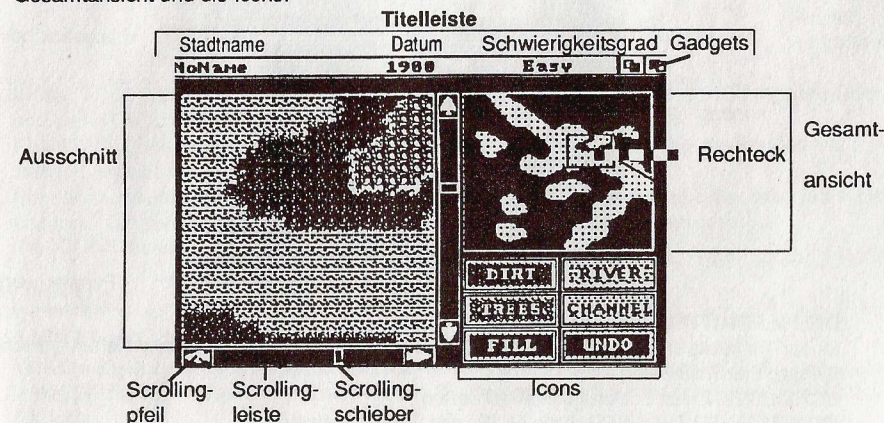 Gesamtansicht und die Icons:
Titelleiste
Stadtname Datum Schwierigkeitsgrad Gadgets
NoName 1900 Easy
Ausschnitt
Rechteck
Gesamt-
ansicht
DIRT RIVER
TREES CHANNEL
FILL UNDO
Scrolling-
pfeil
Scrolling-
leiste
Scrolling-
schieber
Icons